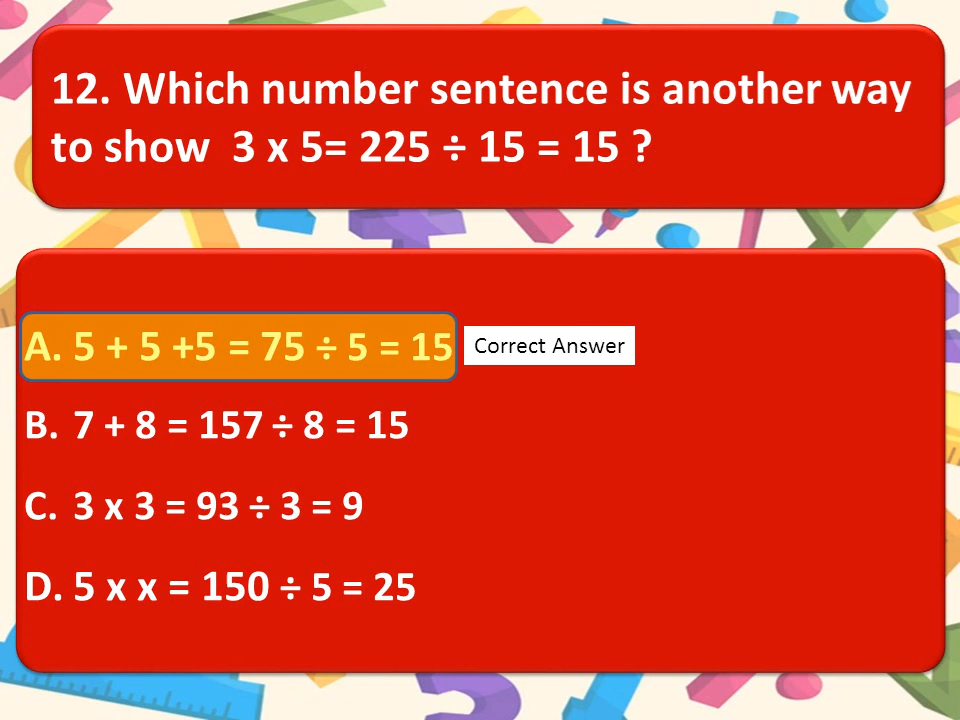 12. Which number sentence is another way
to show 3 x 5= 225 ÷ 15 = 15 ?
A. 5 + 5 +5 = 75 ÷ 5 = 15
Correct Answer
B. 7 + 8 = 157 ÷ 8 = 15
C. 3 x 3 = 93 ÷ 3 = 9
D. 5 x x = 150 ÷ 5 = 25